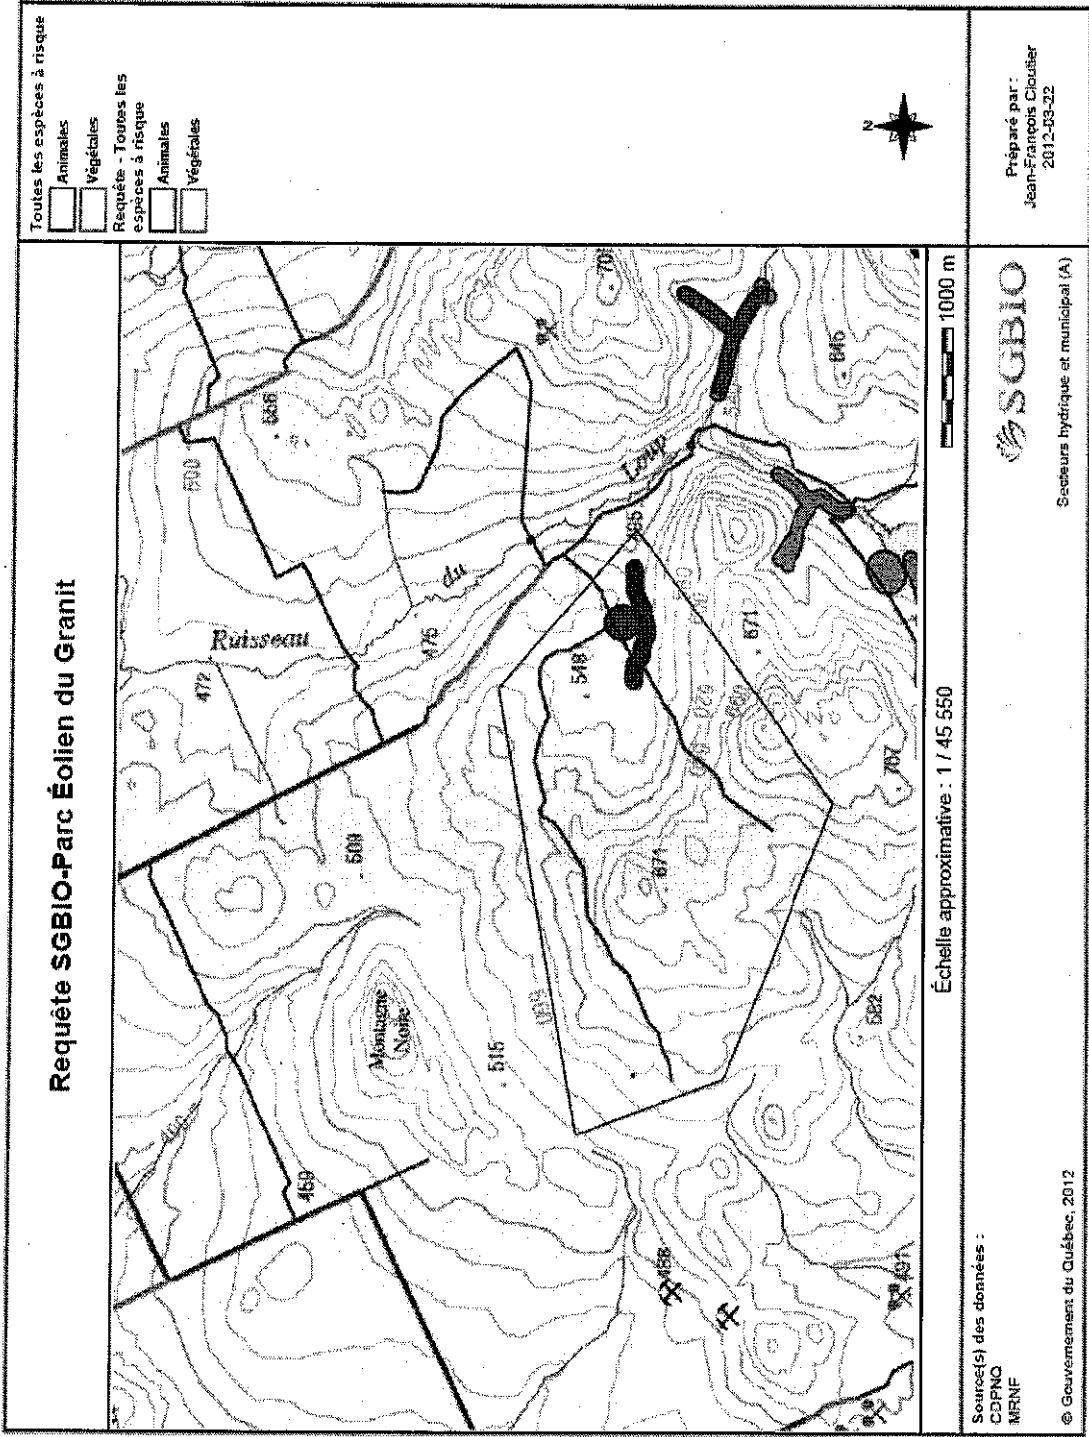 Requête SGBIO-Parc Éolien du Granit
Toutes les espèces à risque
Animales
Végétales
Requête - Toutes les
espèces à risque
Animales
Végétales
Ruisseau
du
Loup
Montagne
Noire
472
475
509
515
459
500
548
671
671
707
582
488
Échelle approximative : 1 / 45 550
1000 m
Source(s) des données :
CDPNQ
MRNF
© Gouvernement du Québec, 2012
SGBIO
Secteurs hydrique et municipal (A)
Préparé par :
Jean-François Cloutier
2012-03-22